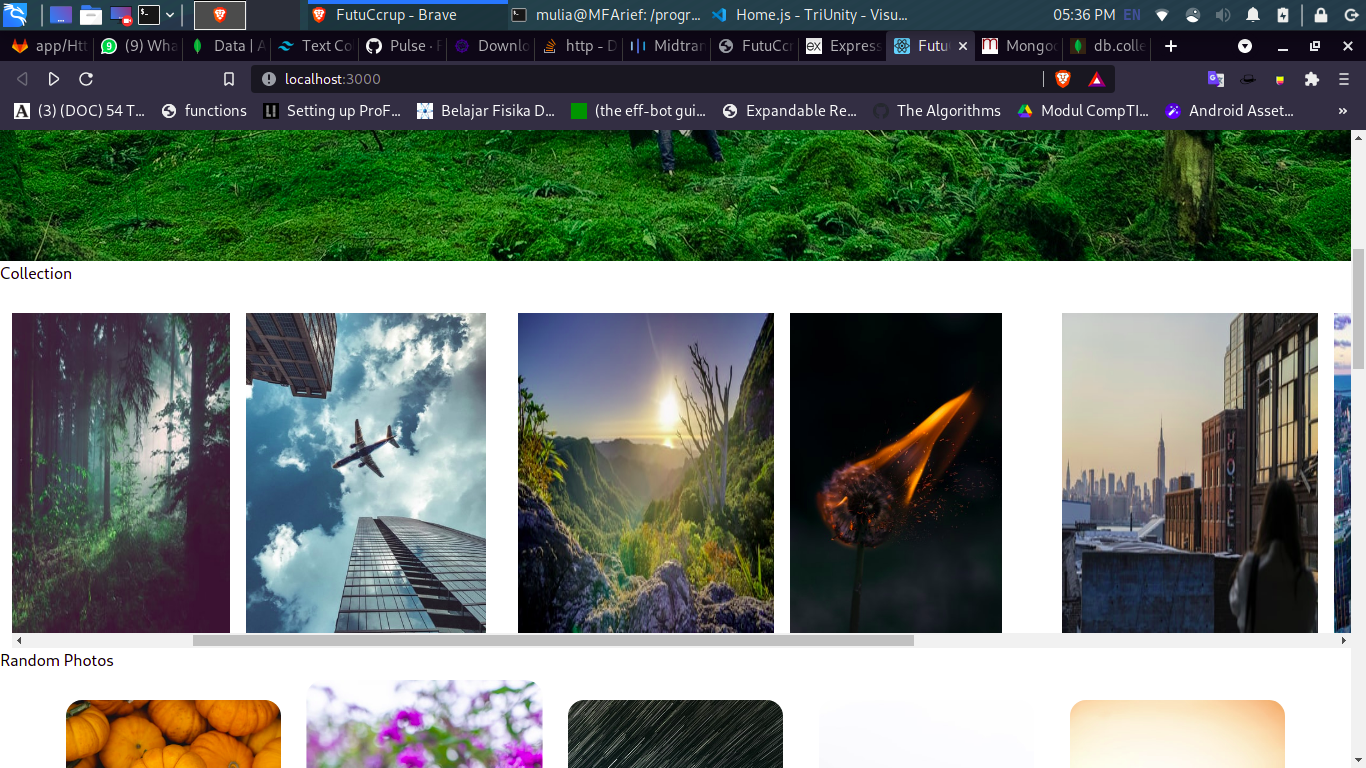 FutuCcrup - Brave
mulia@MFArief: /progr...
Home.js - TriUnity - Visu...
05:36 PM EN
app/Htt
(9) Wha
Data | A
Text Co
Pulse · F
Downlo
http - D
Midtran
FutuCcr
Express
Futu
Mongoo
db.colle
localhost:3000
(3) (DOC) 54 T...
functions
Setting up ProF...
Belajar Fisika D...
(the eff-bot gui...
Expandable Re...
The Algorithms
Modul CompTI...
Android Asset...
»
Collection
HOTE
Random Photos